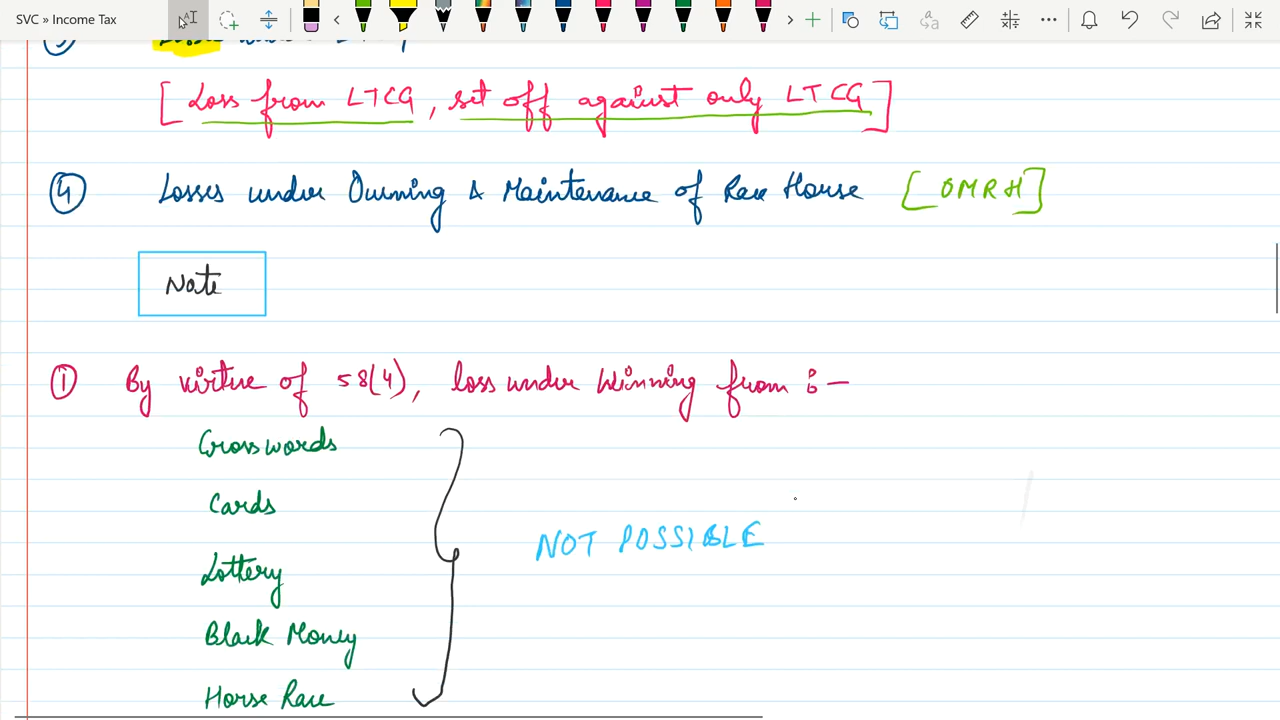 SVC » Income Tax
[Loss from LTCG, set off against only LTCG]
④ Losses under Owning & Maintenance of Race House [OMRH]
Note
① By virtue of 58(4), loss under Winning from :-
Crosswords
Cards
Lottery
NOT POSSIBLE
Black Money
Horse Race